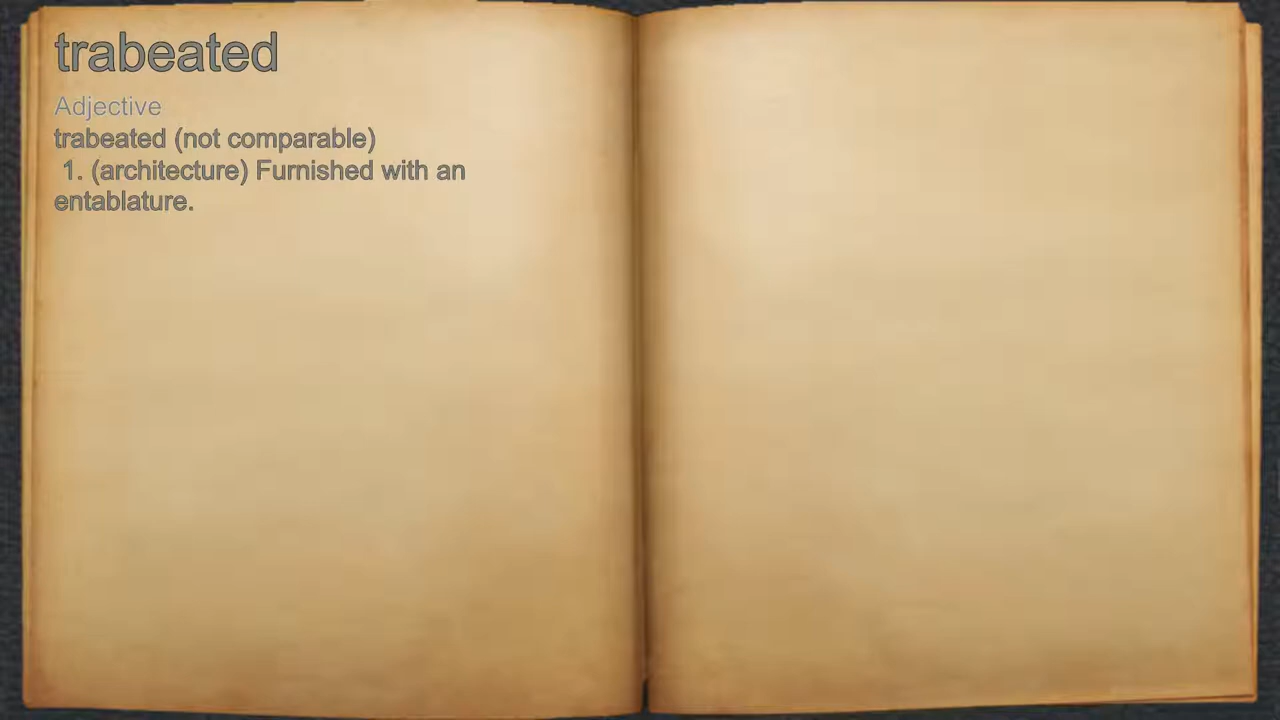 trabeated
Adjective
trabeated (not comparable)
1. (architecture) Furnished with an
entablature.